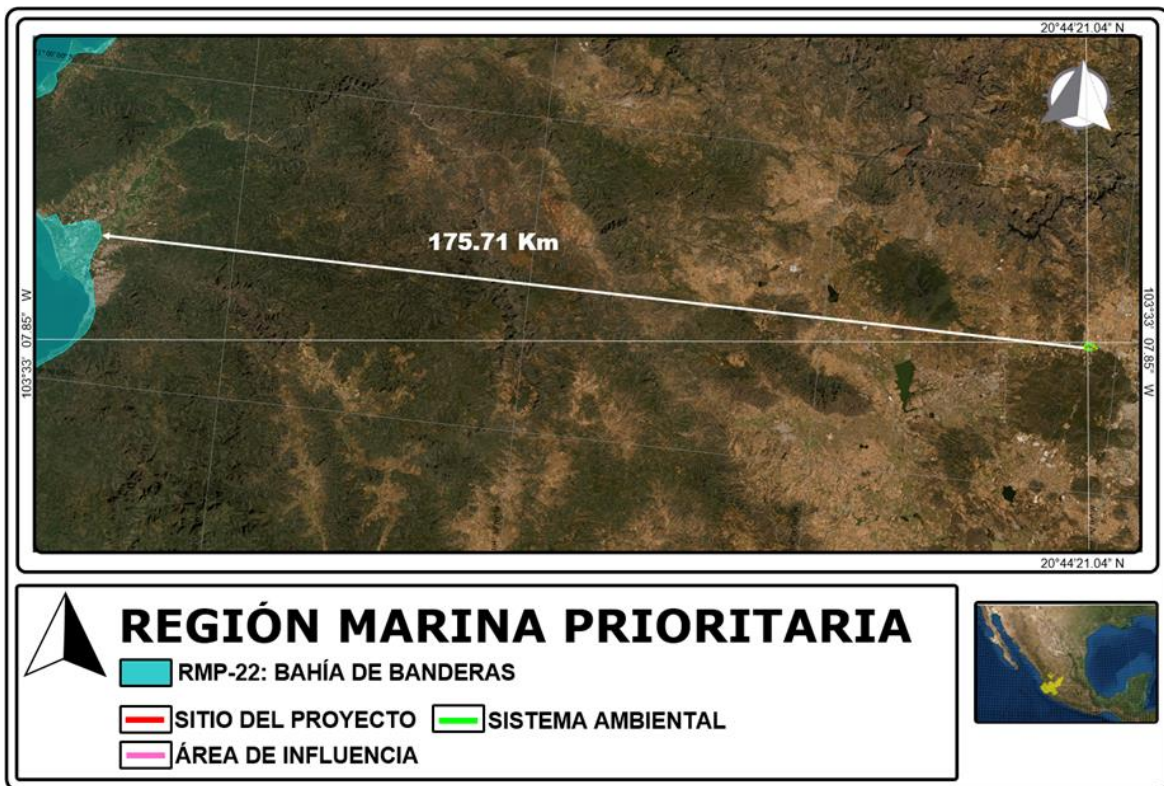 20°44'21.04" N
175.71 Km
103°33' 07.85" W
103°33' 07.85" W
20°44'21.04" N
REGIÓN MARINA PRIORITARIA
RMP-22: BAHÍA DE BANDERAS
SITIO DEL PROYECTO
SISTEMA AMBIENTAL
ÁREA DE INFLUENCIA